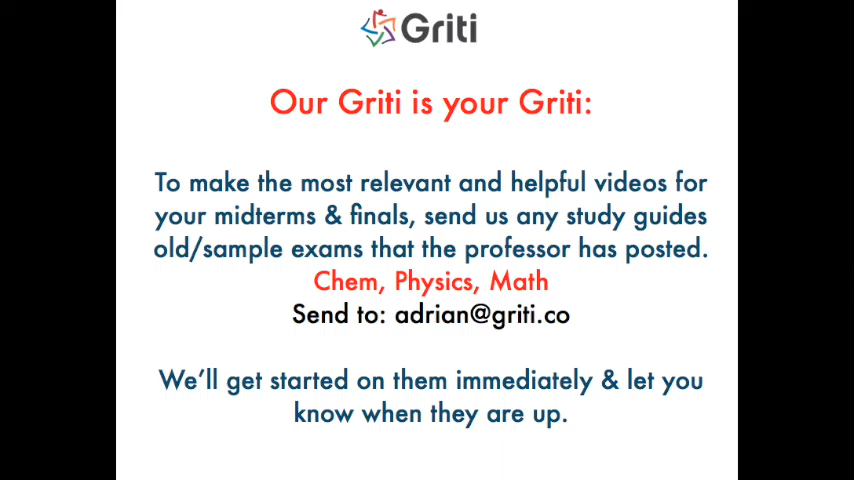 Griti
Our Griti is your Griti:
To make the most relevant and helpful videos for
your midterms & finals, send us any study guides
old/sample exams that the professor has posted.
Chem, Physics, Math
Send to: adrian@griti.co
We'll get started on them immediately & let you
know when they are up.